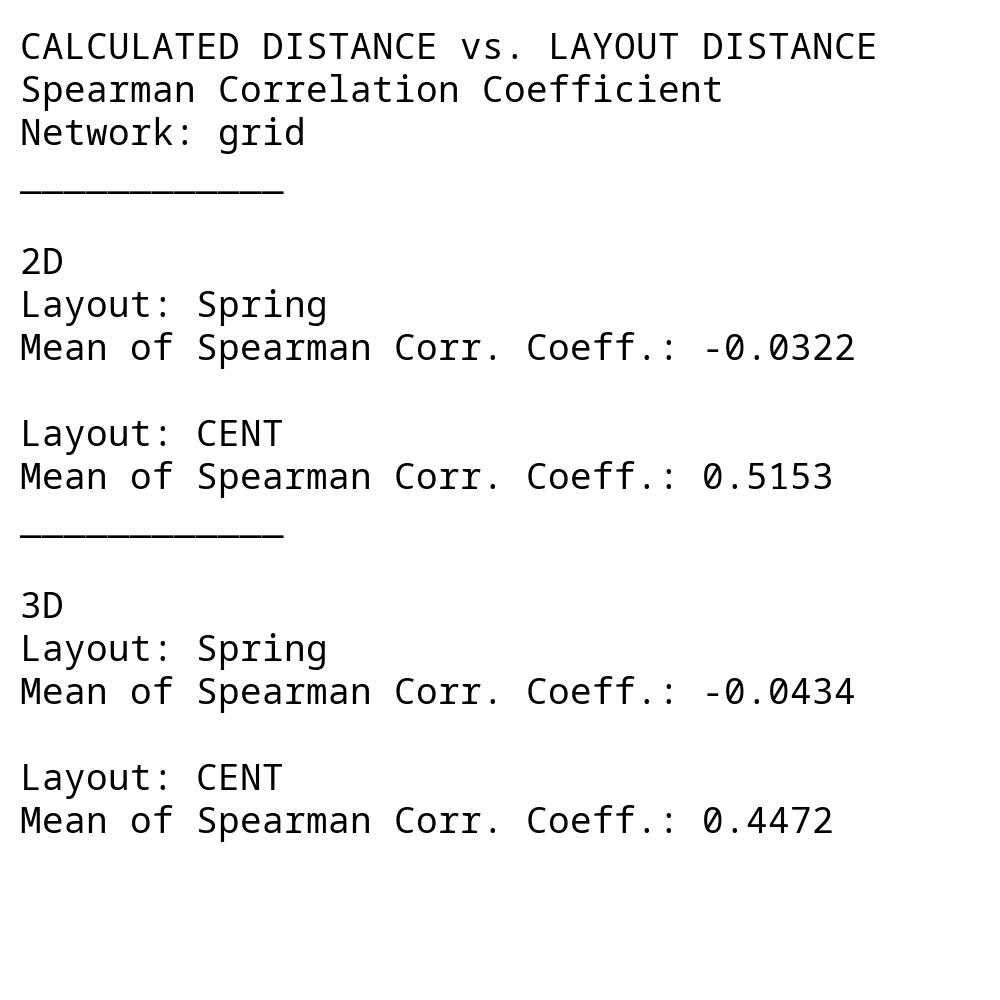 CALCULATED DISTANCE vs. LAYOUT DISTANCE
Spearman Correlation Coefficient
Network: grid
____________
2D
Layout: Spring
Mean of Spearman Corr. Coeff.: -0.0322
Layout: CENT
Mean of Spearman Corr. Coeff.: 0.5153
____________
3D
Layout: Spring
Mean of Spearman Corr. Coeff.: -0.0434
Layout: CENT
Mean of Spearman Corr. Coeff.: 0.4472